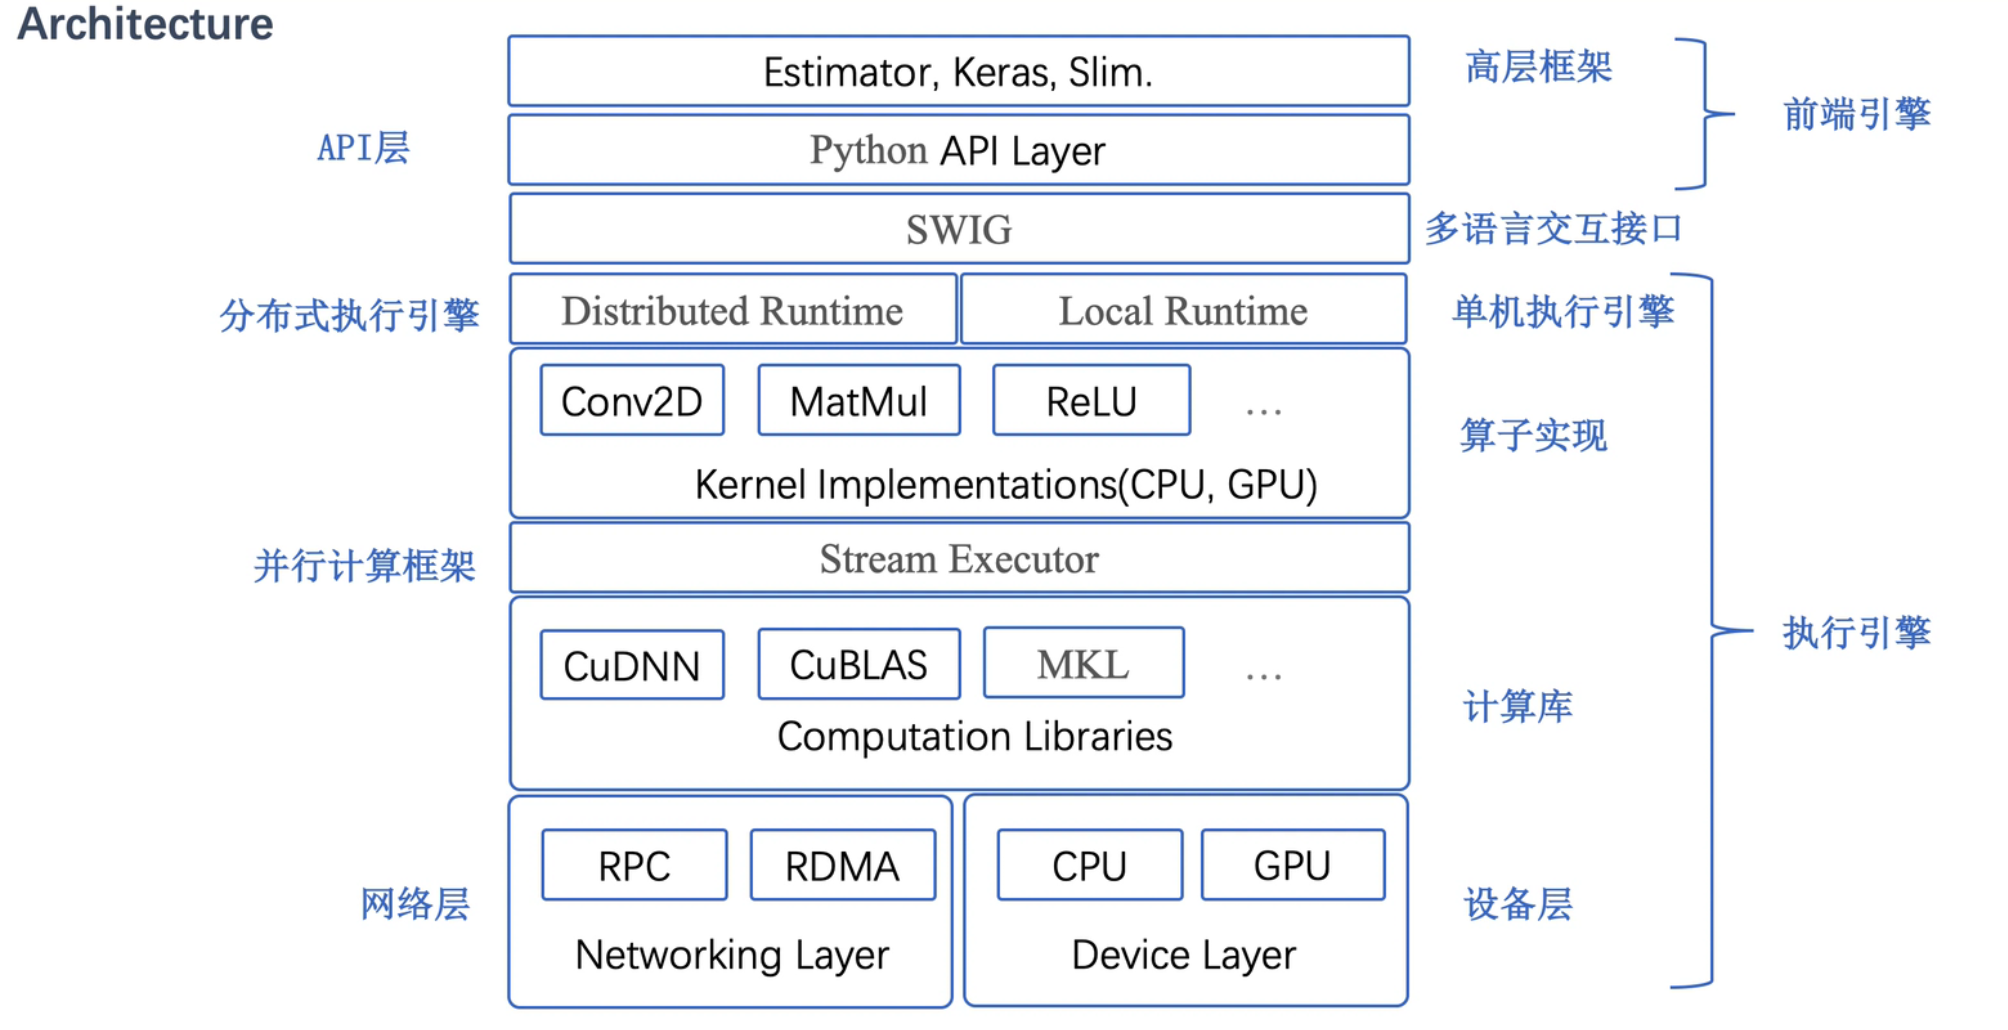 Architecture
Estimator, Keras, Slim.
高层框架
前端引擎
API层
Python API Layer
SWIG
多语言交互接口
分布式执行引擎
Distributed Runtime
Local Runtime
单机执行引擎
Conv2D
MatMul
ReLU
...
Kernel Implementations(CPU, GPU)
算子实现
并行计算框架
Stream Executor
执行引擎
CuDNN
CuBLAS
MKL
...
Computation Libraries
计算库
网络层
RPC
RDMA
Networking Layer
CPU
GPU
Device Layer
设备层